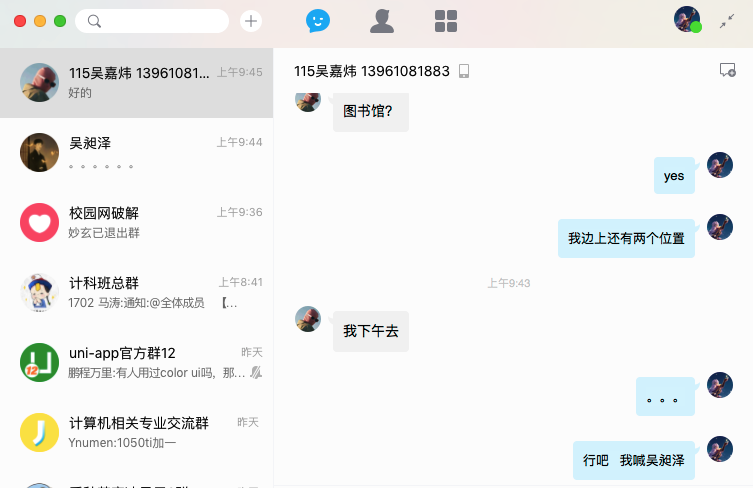 115吴嘉炜 13961081...
上午9:45
好的
吴昶泽
上午9:44
。。。。。。
校园网破解
上午9:36
妙玄已退出群
计科班总群
上午8:41
1702 马涛:通知:@全体成员 【...
uni-app官方群12
昨天
鹏程万里:有人用过color ui吗，那...
12
计算机相关专业交流群
昨天
Ynumen:1050ti加一
115吴嘉炜 13961081883
图书馆?
yes
我边上还有两个位置
上午9:43
我下午去
。。。
行吧 我喊吴昶泽